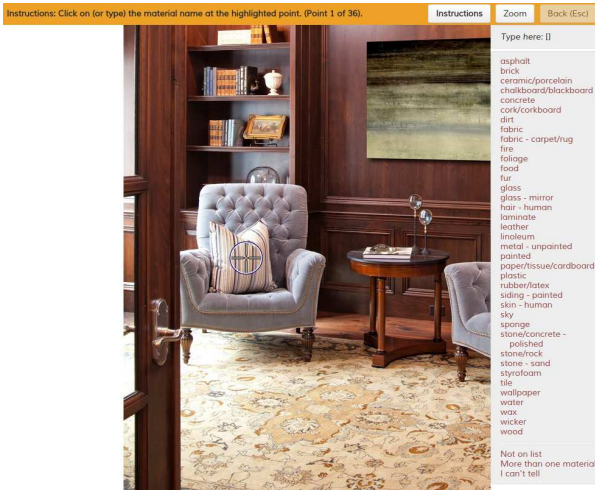 Instructions: Click on (or type) the material name at the highlighted point. (Point 1 of 36).
Instructions
Zoom
Back (Esc)
Type here: []
asphalt
brick
ceramic/porcelain
chalkboard/blackboard
concrete
cork/corkboard
dirt
fabric
fabric - carpet/rug
fire
foliage
food
fur
glass
glass - mirror
hair - human
laminate
leather
linoleum
metal - unpainted
painted
paper/tissue/cardboard
plastic
rubber/latex
siding - painted
skin - human
sky
sponge
stone/concrete -
polished
stone/rock
stone - sand
styrofoam
tile
wallpaper
water
wax
wicker
wood
Not on list
More than one material
I can't tell